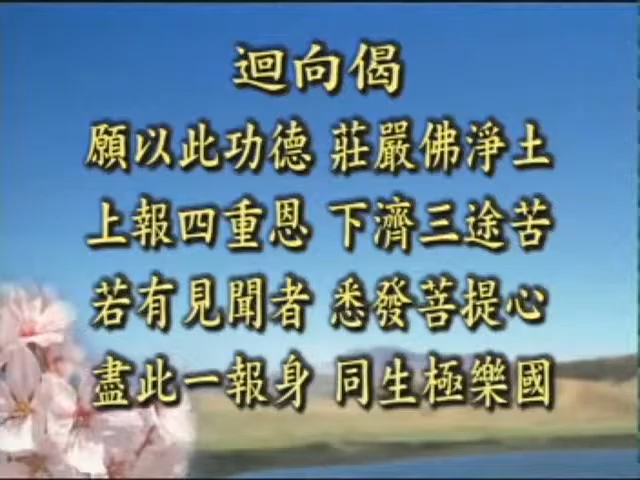 迴向偈
願以此功德 莊嚴佛淨土
上報四重恩 下濟三途苦
若有見聞者 悉發菩提心
盡此一報身 同生極樂國